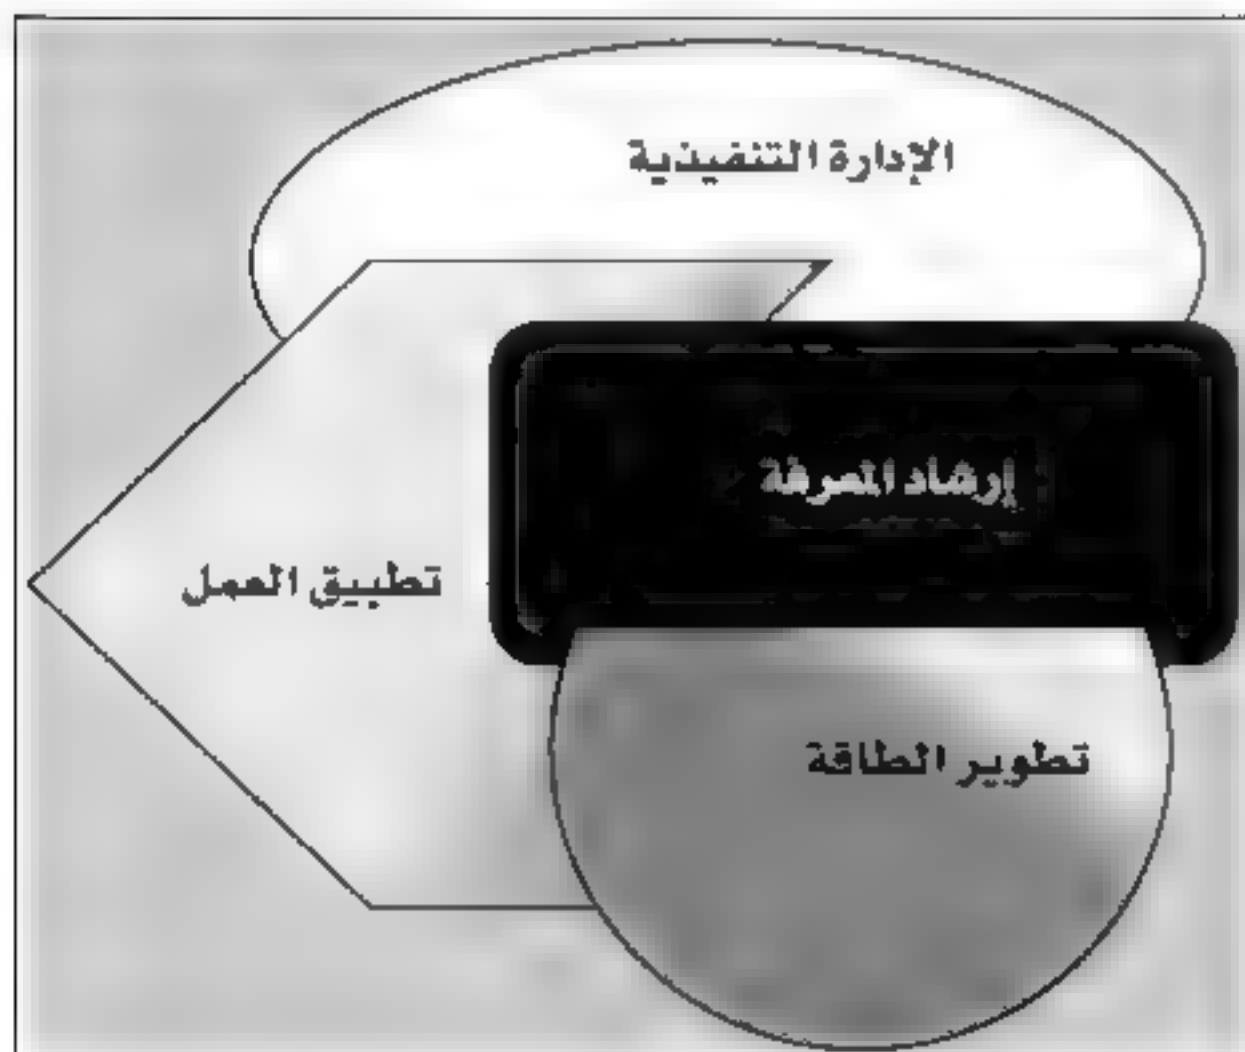 الإدارة التنفيذية
إرشاد المعرفة
تطبيق العمل
تطوير الطاقة